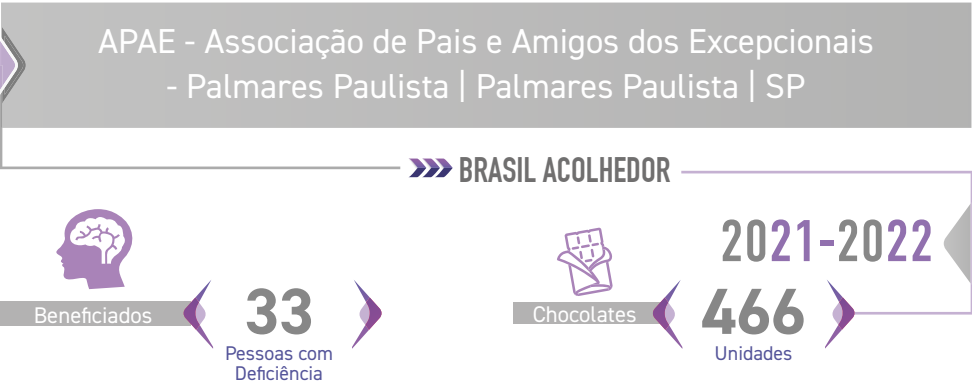 APAE - Associação de Pais e Amigos dos Excepcionais
- Palmares Paulista | Palmares Paulista | SP
BRASIL ACOLHEDOR
2021-2022
Beneficiados
33
Pessoas com
Deficiência
Chocolates
466
Unidades